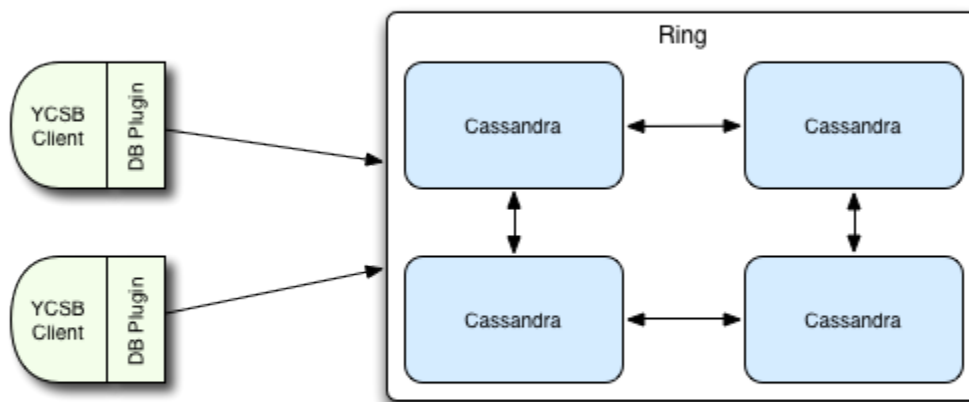 Ring
YCSB
Client
DB Plugin
Cassandra
Cassandra
YCSB
Client
DB Plugin
Cassandra
Cassandra